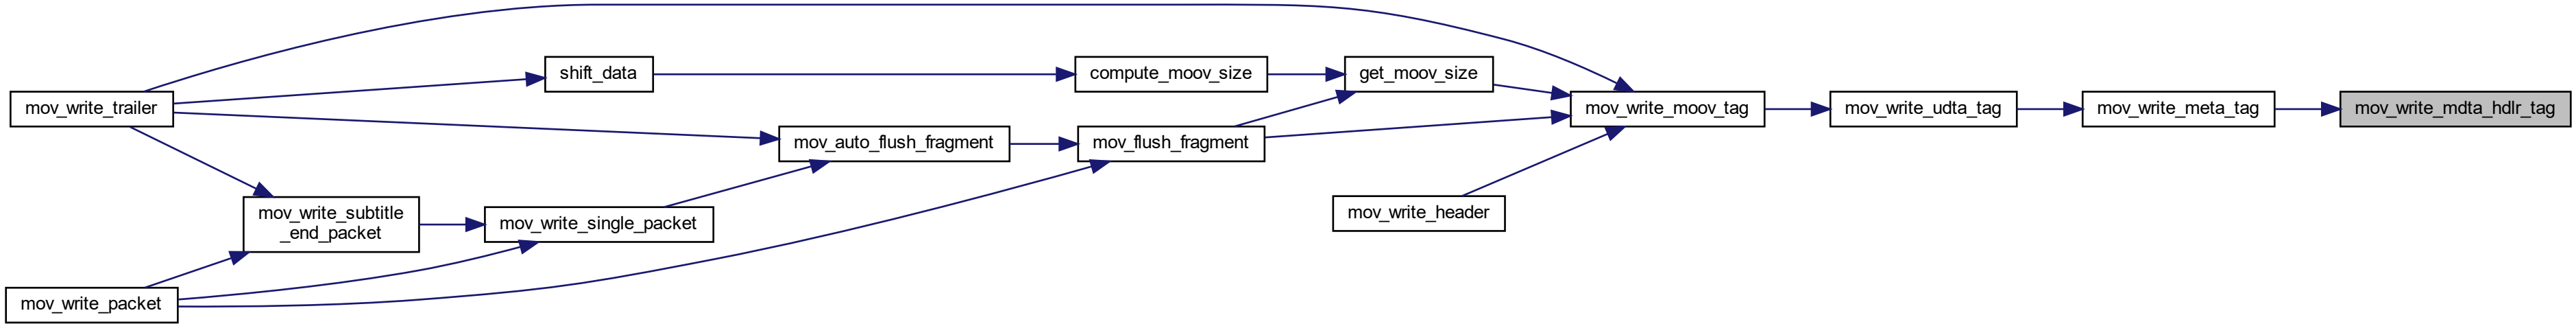 mov_write_trailer
shift_data
compute_moov_size
get_moov_size
mov_write_moov_tag
mov_write_udta_tag
mov_write_meta_tag
mov_write_mdta_hdlr_tag
mov_auto_flush_fragment
mov_flush_fragment
mov_write_subtitle
_end_packet
mov_write_single_packet
mov_write_header
mov_write_packet